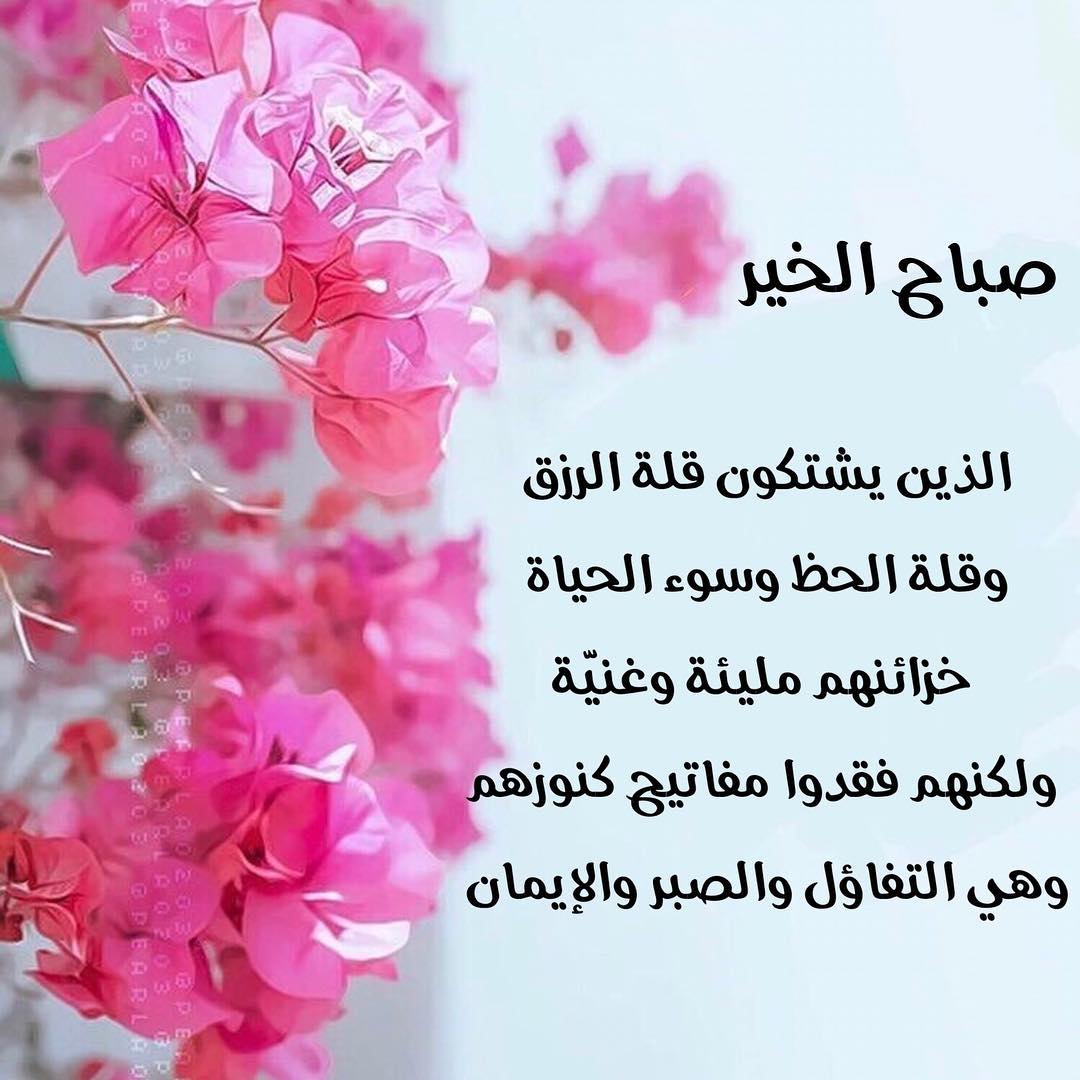 صباح الخير
الذين يشتكون قلة الرزق
وقلة الحظ وسوء الحياة
خزائنهم مليئة وغنيّة
ولكنهم فقدوا مفاتيح كنوزهم
وهي التفاؤل والصبر والإيمان